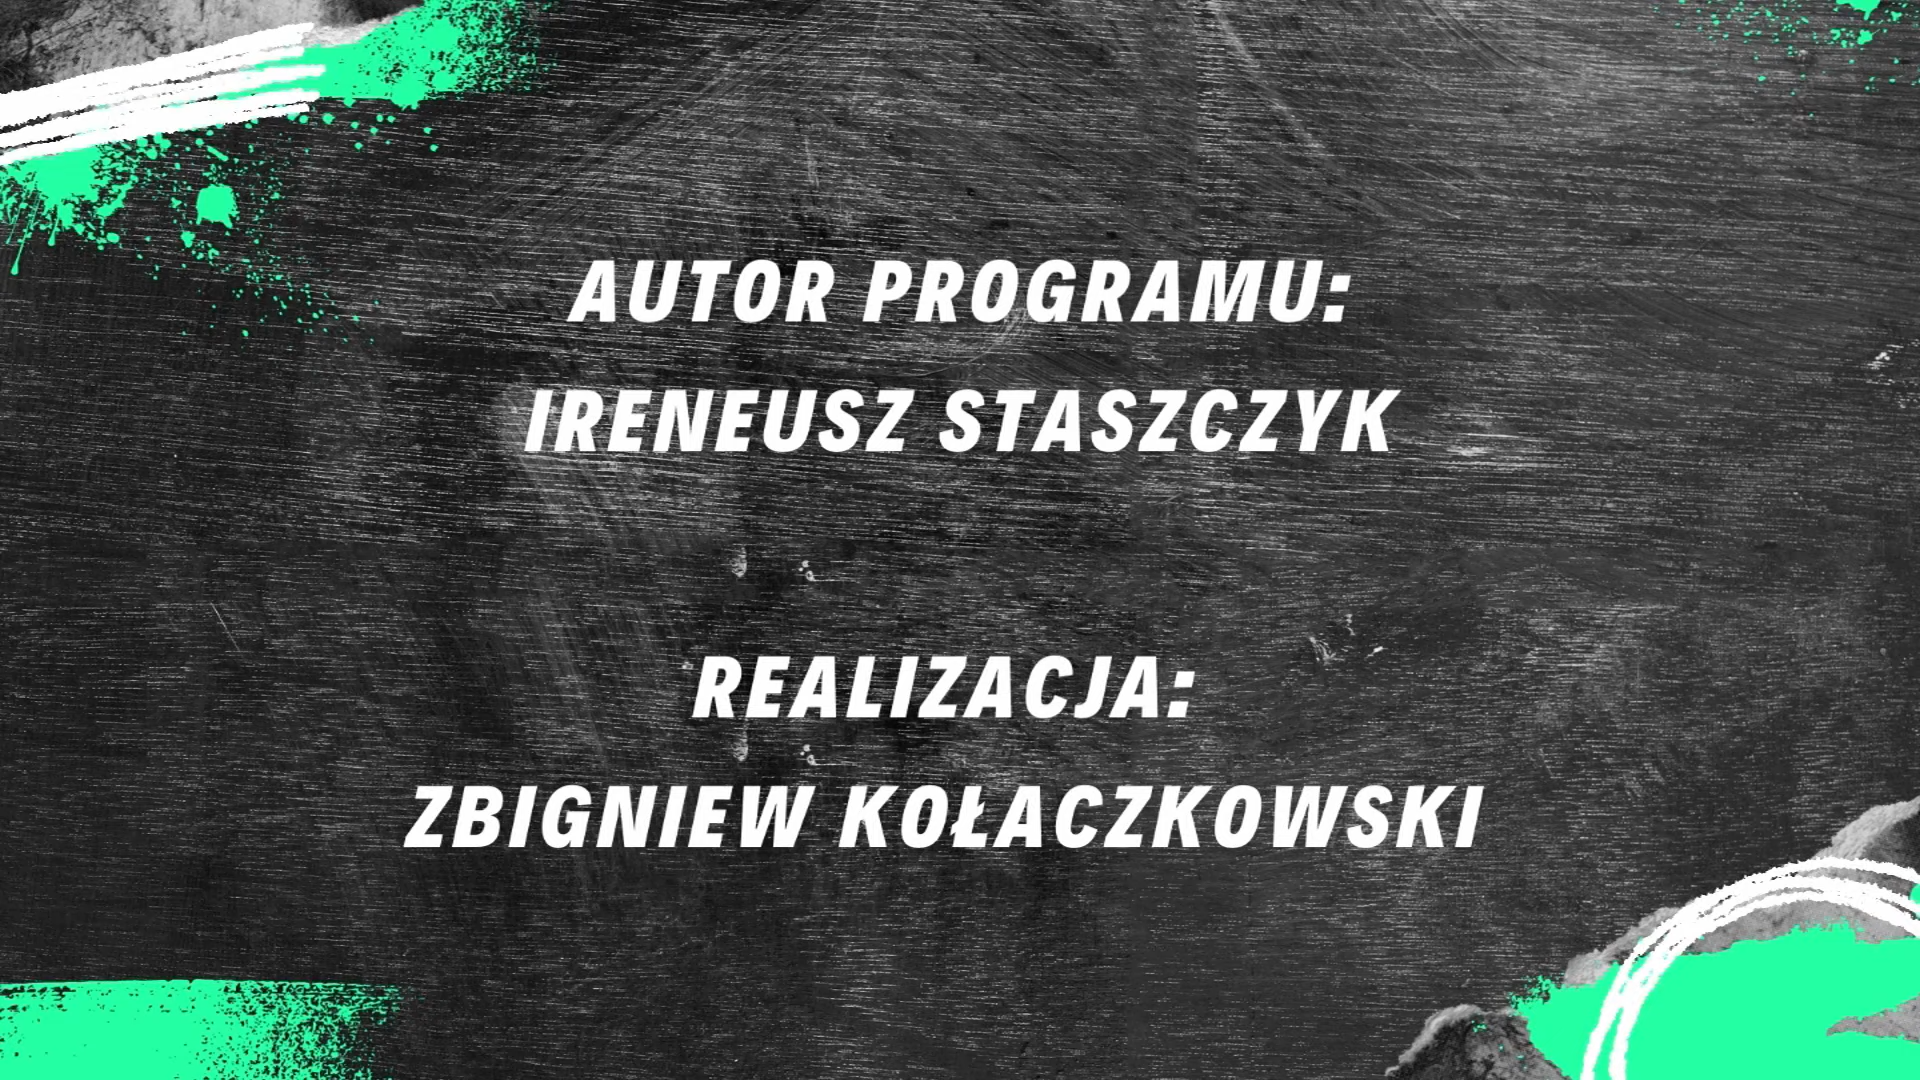 AUTOR PROGRAMU:
IRENEUSZ STASZCZYK
REALIZACJA:
ZBIGNIEW KOŁACZKOWSKI